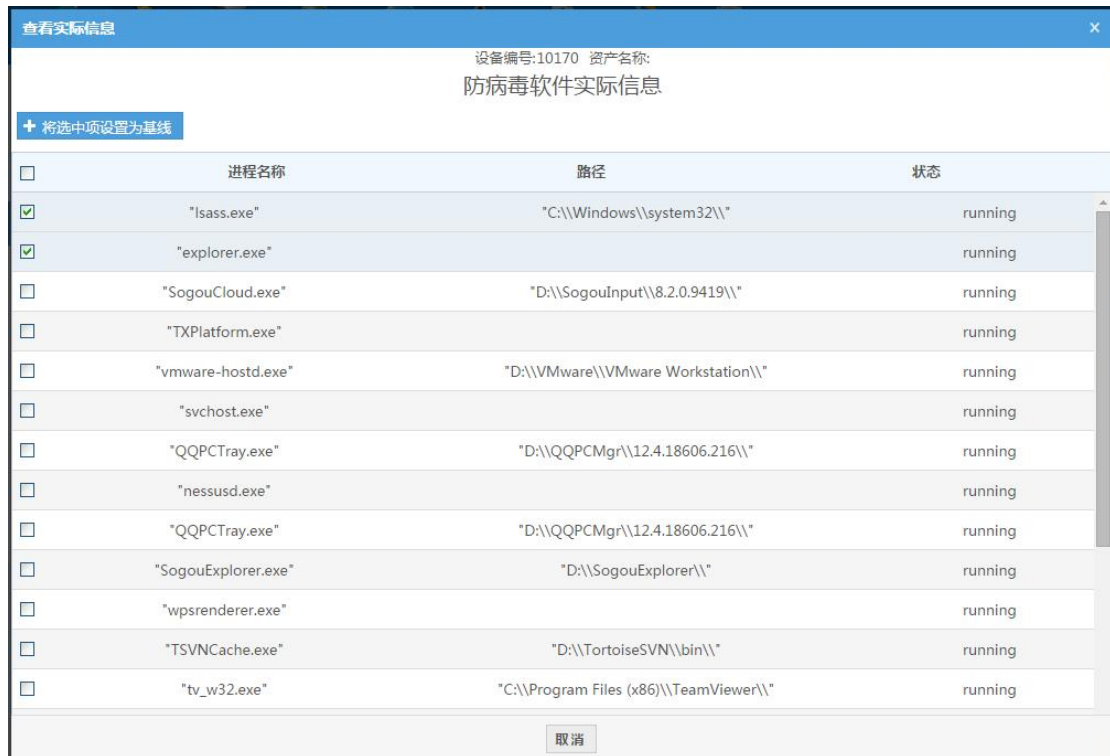 查看实际信息 x
设备编号:10170 资产名称:
防病毒软件实际信息
+ 将选中项设置为基线
进程名称 路径 状态
"lsass.exe" "C:\\Windows\\system32\\" running
"explorer.exe" running
"SogouCloud.exe" "D:\\SogouInput\\8.2.0.9419\\" running
"TXPlatform.exe" running
"vmware-hostd.exe" "D:\\VMware\\VMware Workstation\\" running
"svchost.exe" running
"QQPCTray.exe" "D:\\QQPCMgr\\12.4.18606.216\\" running
"nessusd.exe" running
"QQPCTray.exe" "D:\\QQPCMgr\\12.4.18606.216\\" running
"SogouExplorer.exe" "D:\\SogouExplorer\\" running
"wpsrenderer.exe" running
"TSVNCache.exe" "D:\\TortoiseSVN\\bin\\" running
"tv_w32.exe" "C:\\Program Files (x86)\\TeamViewer\\" running
取消